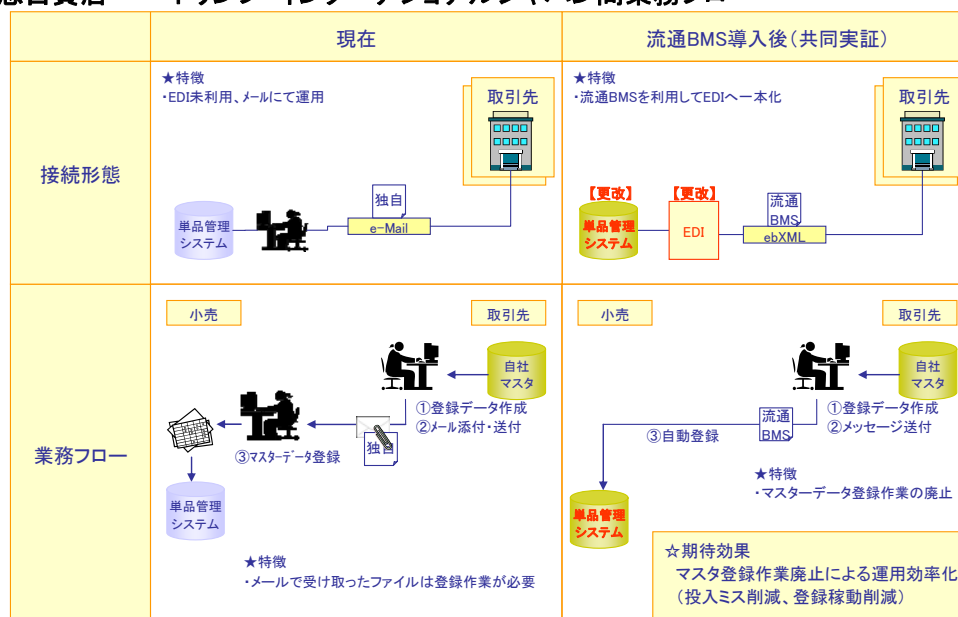 現在
流通BMS導入後(共同実証)
接続形態
★特徴
・EDI未利用、メールにて運用
取引先
独自
e-Mail
単品管理
システム
★特徴
・流通BMSを利用してEDIへ一本化
取引先
【更改】
【更改】
単品管理
システム
EDI
流通
BMS
ebXML
業務フロー
小売
取引先
自社
マスタ
①登録データ作成
②メール添付・送付
独自
③マスターデータ登録
単品管理
システム
★特徴
・メールで受け取ったファイルは登録作業が必要
小売
取引先
自社
マスタ
①登録データ作成
②メッセージ送付
流通
BMS
③自動登録
★特徴
・マスターデータ登録作業の廃止
単品管理
システム
☆期待効果
マスタ登録作業廃止による運用効率化
(投入ミス削減、登録稼動削減)